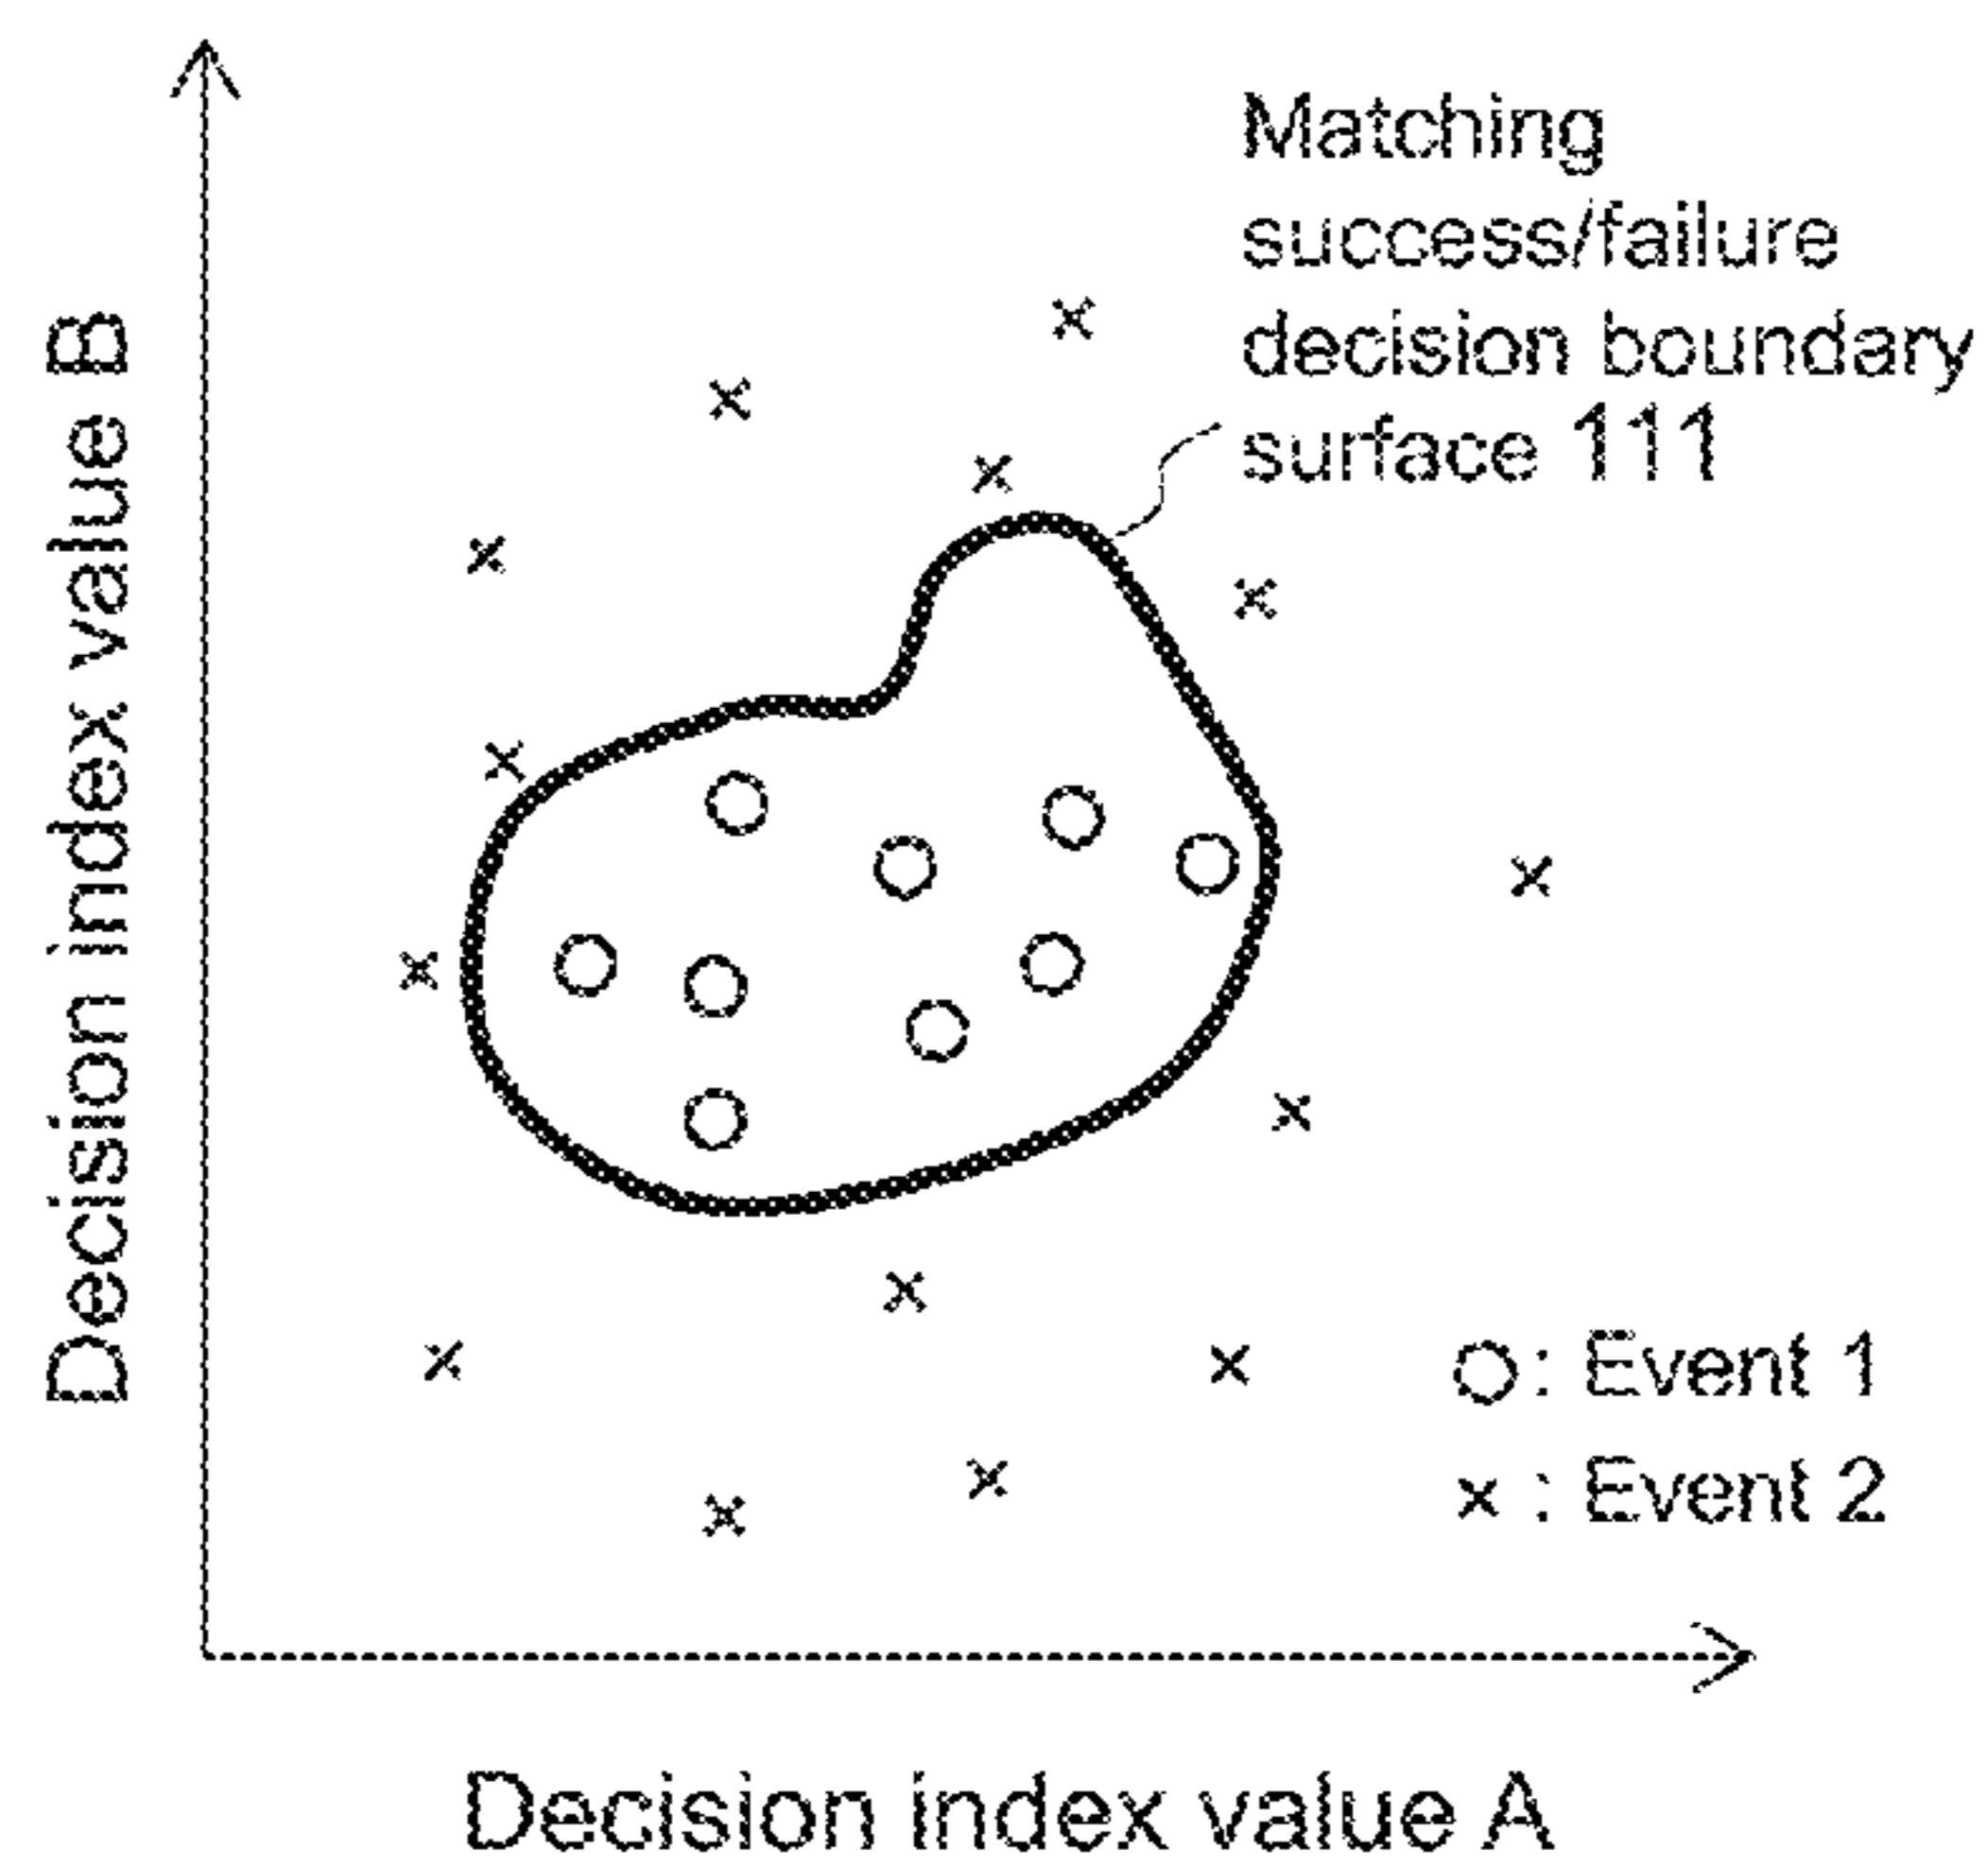 Matching
success/failure
decision boundary
surface 111
Decision index value B
: Event 1
: Event 2
Decision index value A